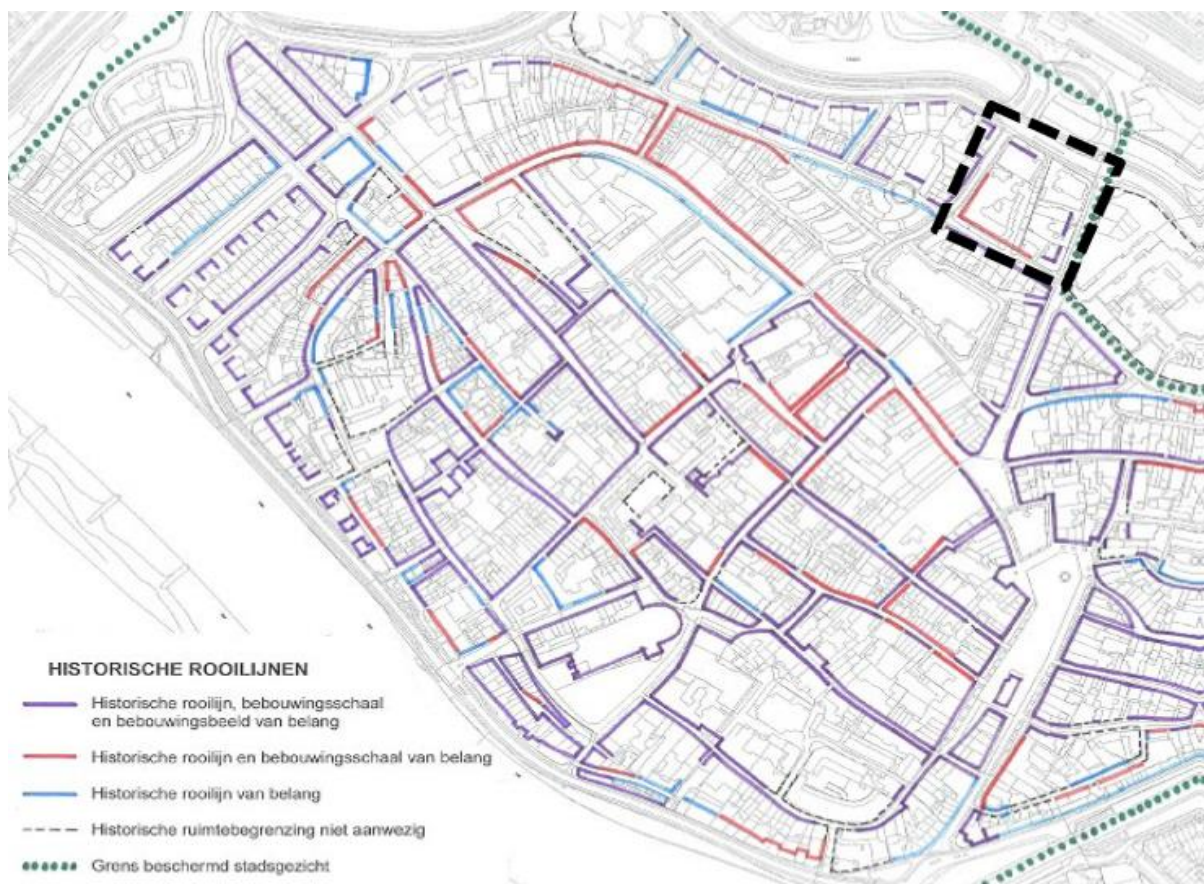 HISTORISCHE ROOILIJNEN
Historische rooilijn, bebouwingsschaal
en bebouwingsbeeld van belang
Historische rooilijn en bebouwingsschaal van belang
Historische rooilijn van belang
Historische ruimtebegrenzing niet aanwezig
Grens beschermd stadsgezicht